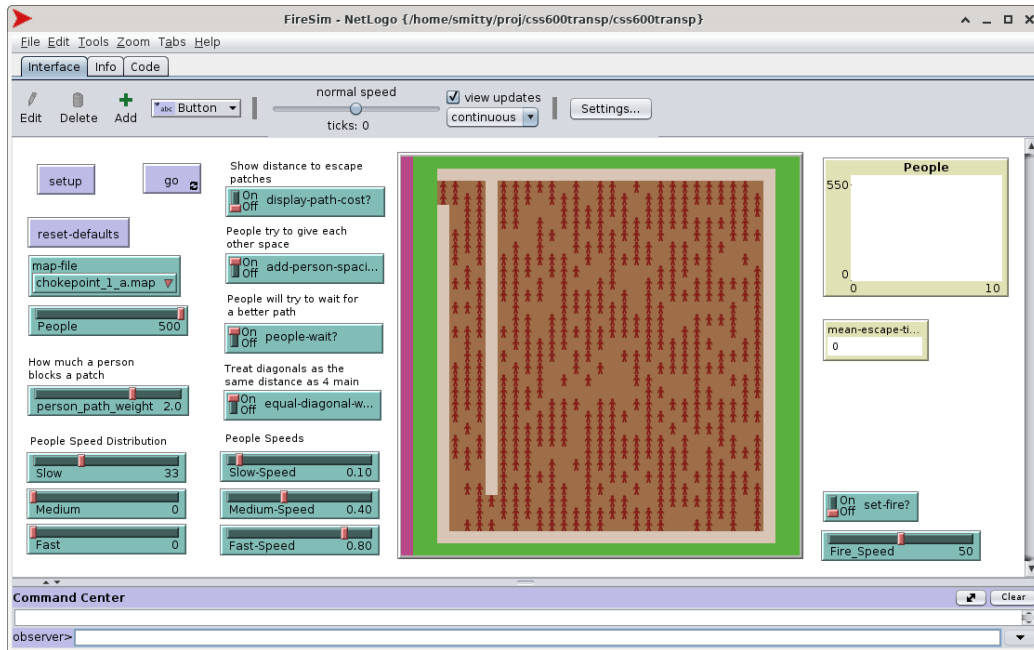 FireSim - NetLogo {/home/smitty/proj/css600transp/css600transp}
File Edit Tools Zoom Tabs Help
Interface Info Code
Edit Delete Add abc Button normal speed view updates continuous Settings...
ticks: 0
setup go
reset-defaults
map-file
chokepoint_1_a.map
People 500
How much a person
blocks a patch
person_path_weight 2.0
People Speed Distribution
Slow 33
Medium 0
Fast 0
Show distance to escape
patches
On
Off display-path-cost?
People try to give each
other space
On
Off add-person-spaci...
People will try to wait for
a better path
On
Off people-wait?
Treat diagonals as the
same distance as 4 main
On
Off equal-diagonal-w...
People Speeds
Slow-Speed 0.10
Medium-Speed 0.40
Fast-Speed 0.80
People
550
0
0 10
mean-escape-ti...
0
On
Off set-fire?
Fire_Speed 50
Command Center Clear
observer>